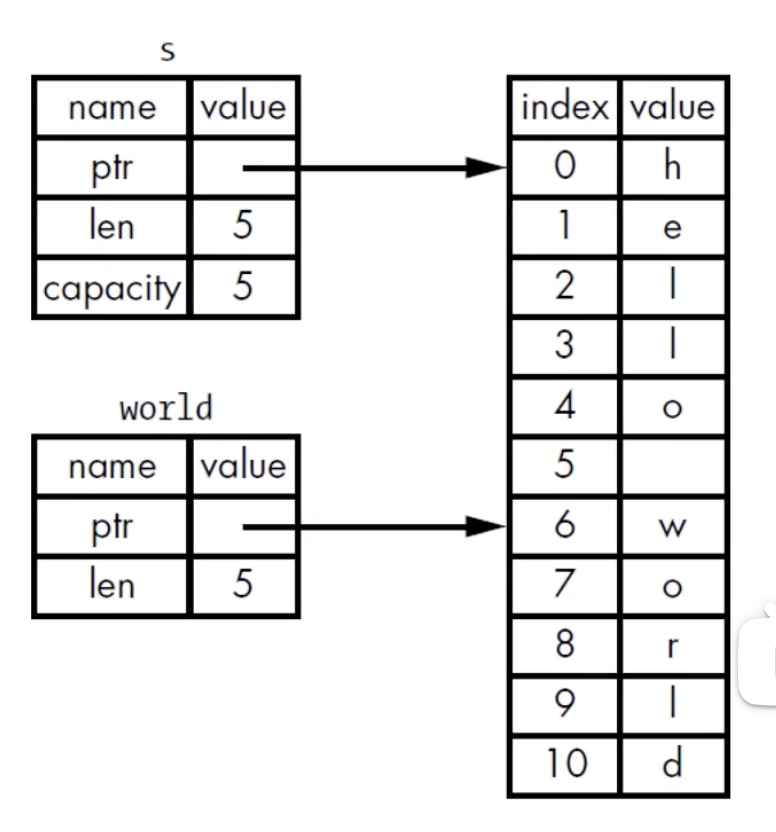 s
name value
ptr
len 5
capacity 5
world
name value
ptr
len 5
index value
0 h
1 e
2 l
3 l
4 o
5
6 w
7 o
8 r
9 l
10 d